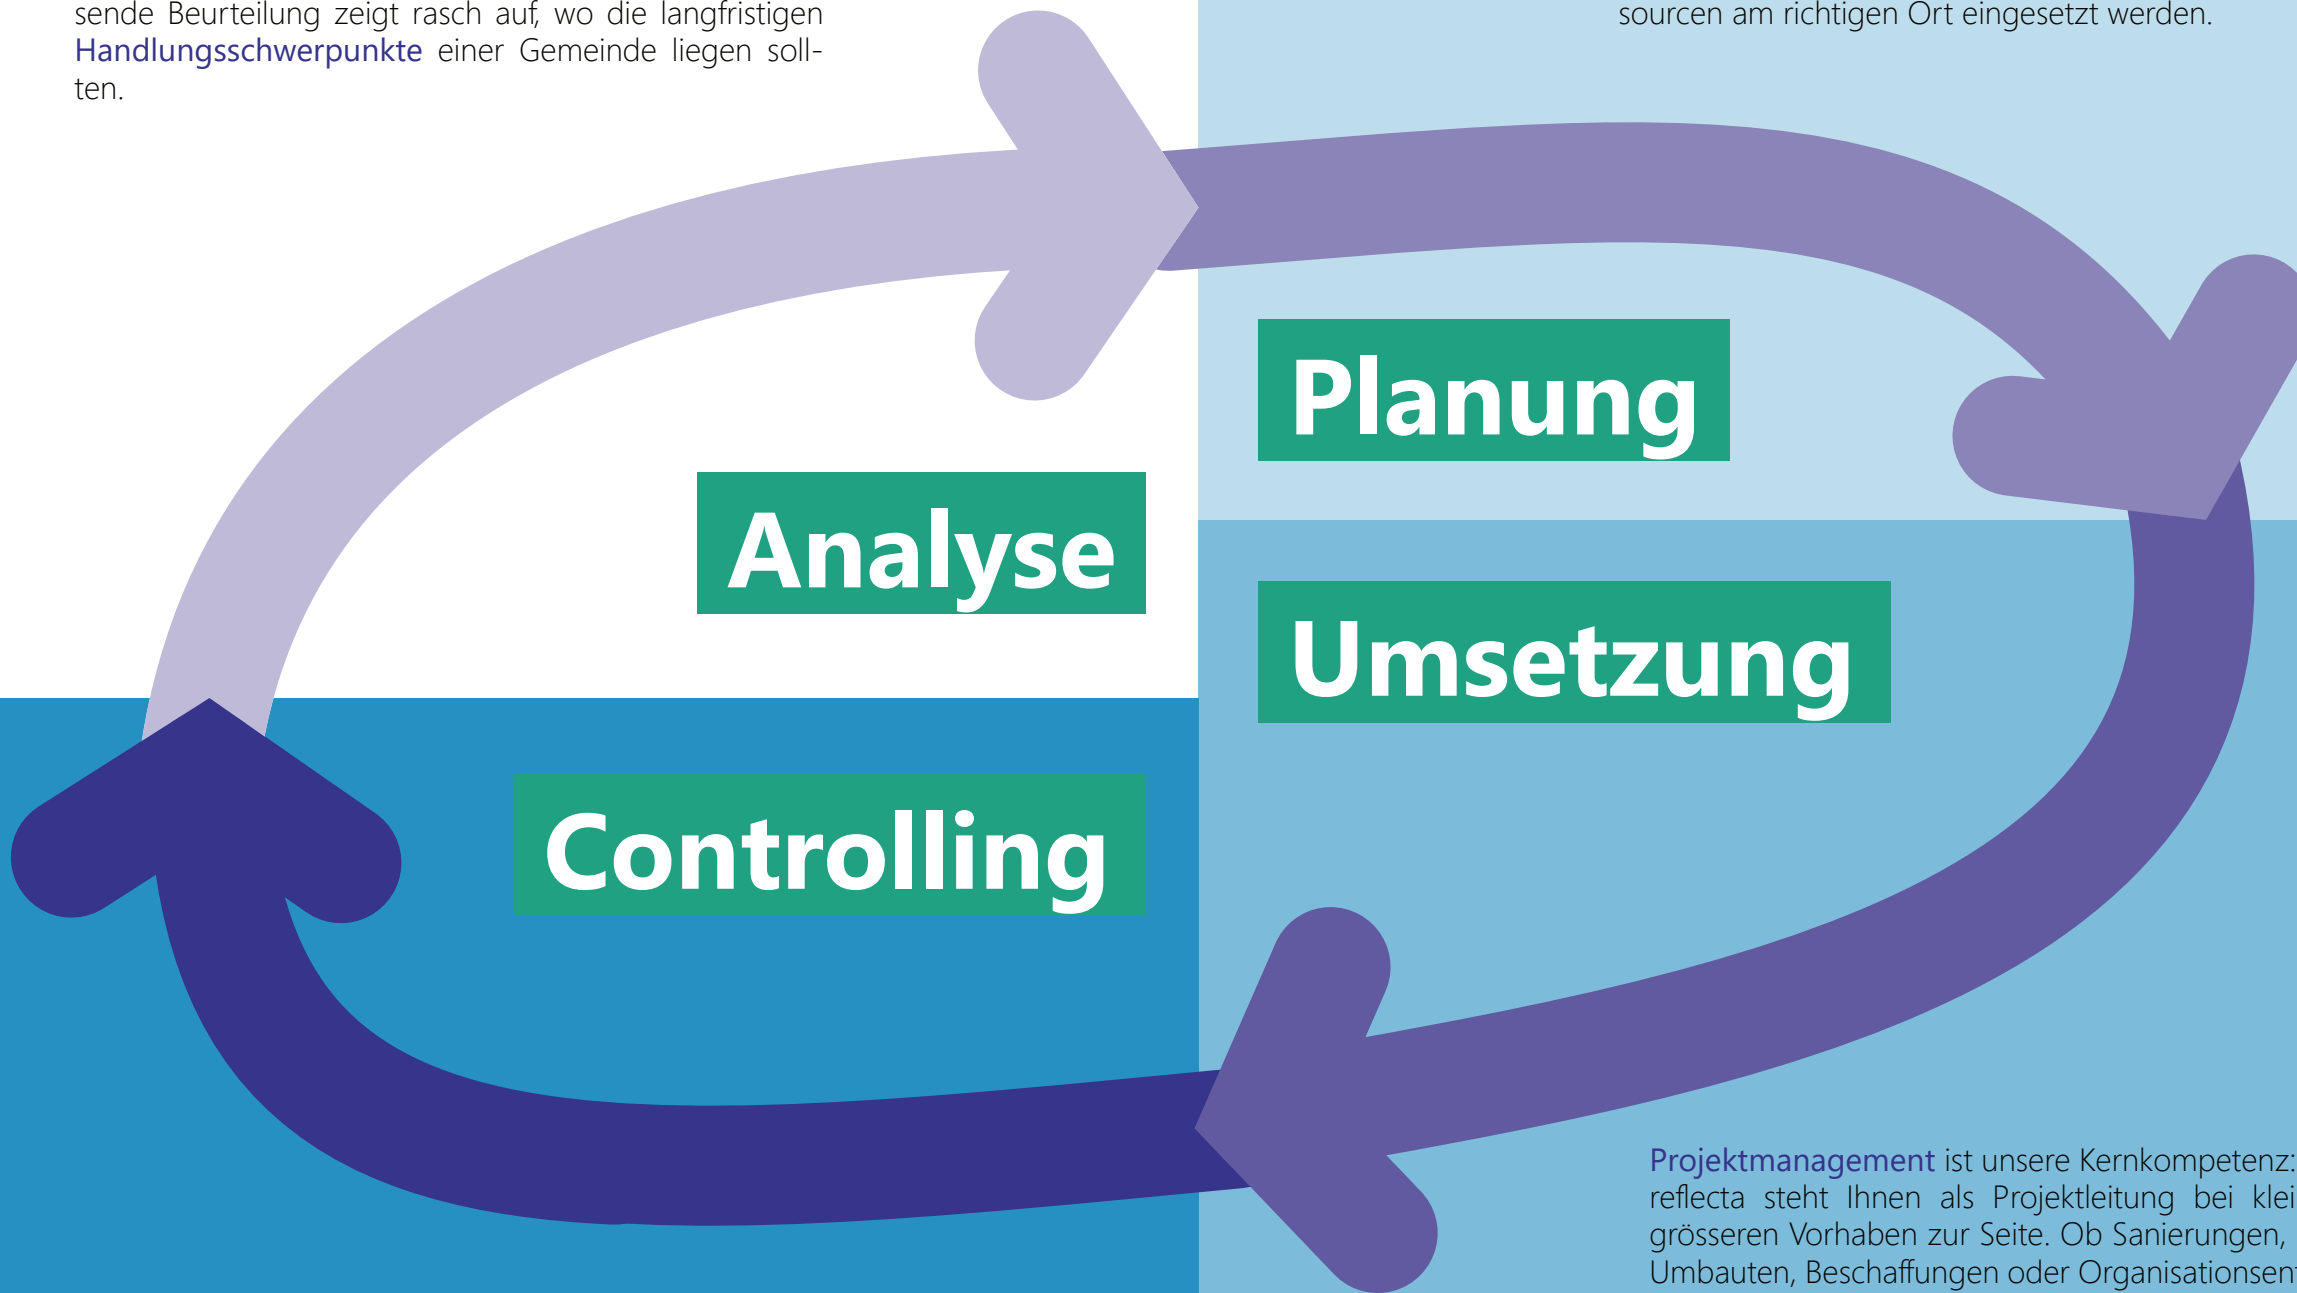 sende Beurteilung zeigt rasch auf, wo die langfristigen
Handlungsschwerpunkte einer Gemeinde liegen soll-
ten.
sourcen am richtigen Ort eingesetzt werden.
Planung
Analyse
Umsetzung
Controlling
Projektmanagement ist unsere Kernkompetenz:
reflecta steht Ihnen als Projektleitung bei klei
grösseren Vorhaben zur Seite. Ob Sanierungen,
Umbauten, Beschaffungen oder Organisationsent